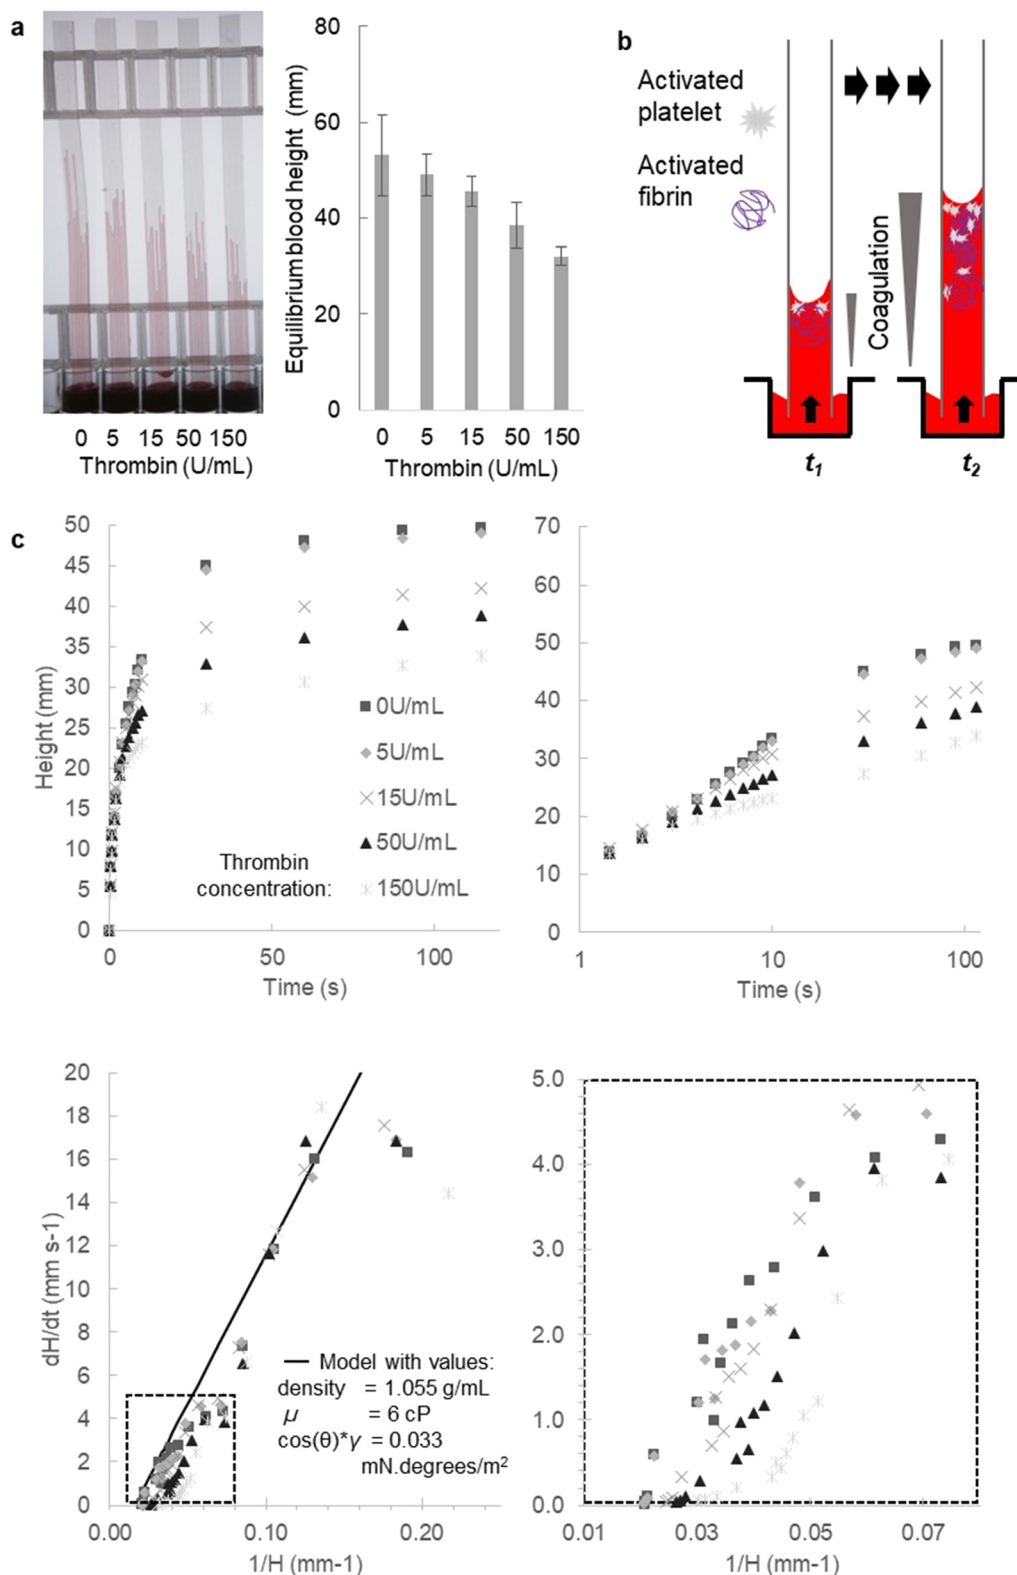 a
0 5 15 50 150
Thrombin (U/mL)
Equilibrium blood height (mm)
80
60
40
20
0
0 5 15 50 150
Thrombin (U/mL)
b
Activated
platelet
Activated
fibrin
Coagulation
t1
t2
c
Height (mm)
50
45
40
35
30
25
20
15
10
5
0
0 50 100
Time (s)
0U/mL
5U/mL
15U/mL
50U/mL
150U/mL
Thrombin
concentration:
70
60
50
40
30
20
10
0
1 10 100
Time (s)
dH/dt (mm s-1)
20
18
16
14
12
10
8
6
4
2
0
0.00 0.10 0.20
1/H (mm-1)
Model with values:
density = 1.055 g/mL
μ = 6 cP
cos(θ)*γ = 0.033
mN.degrees/m²
5.0
4.0
3.0
2.0
1.0
0.0
0.01 0.03 0.05 0.07
1/H (mm-1)